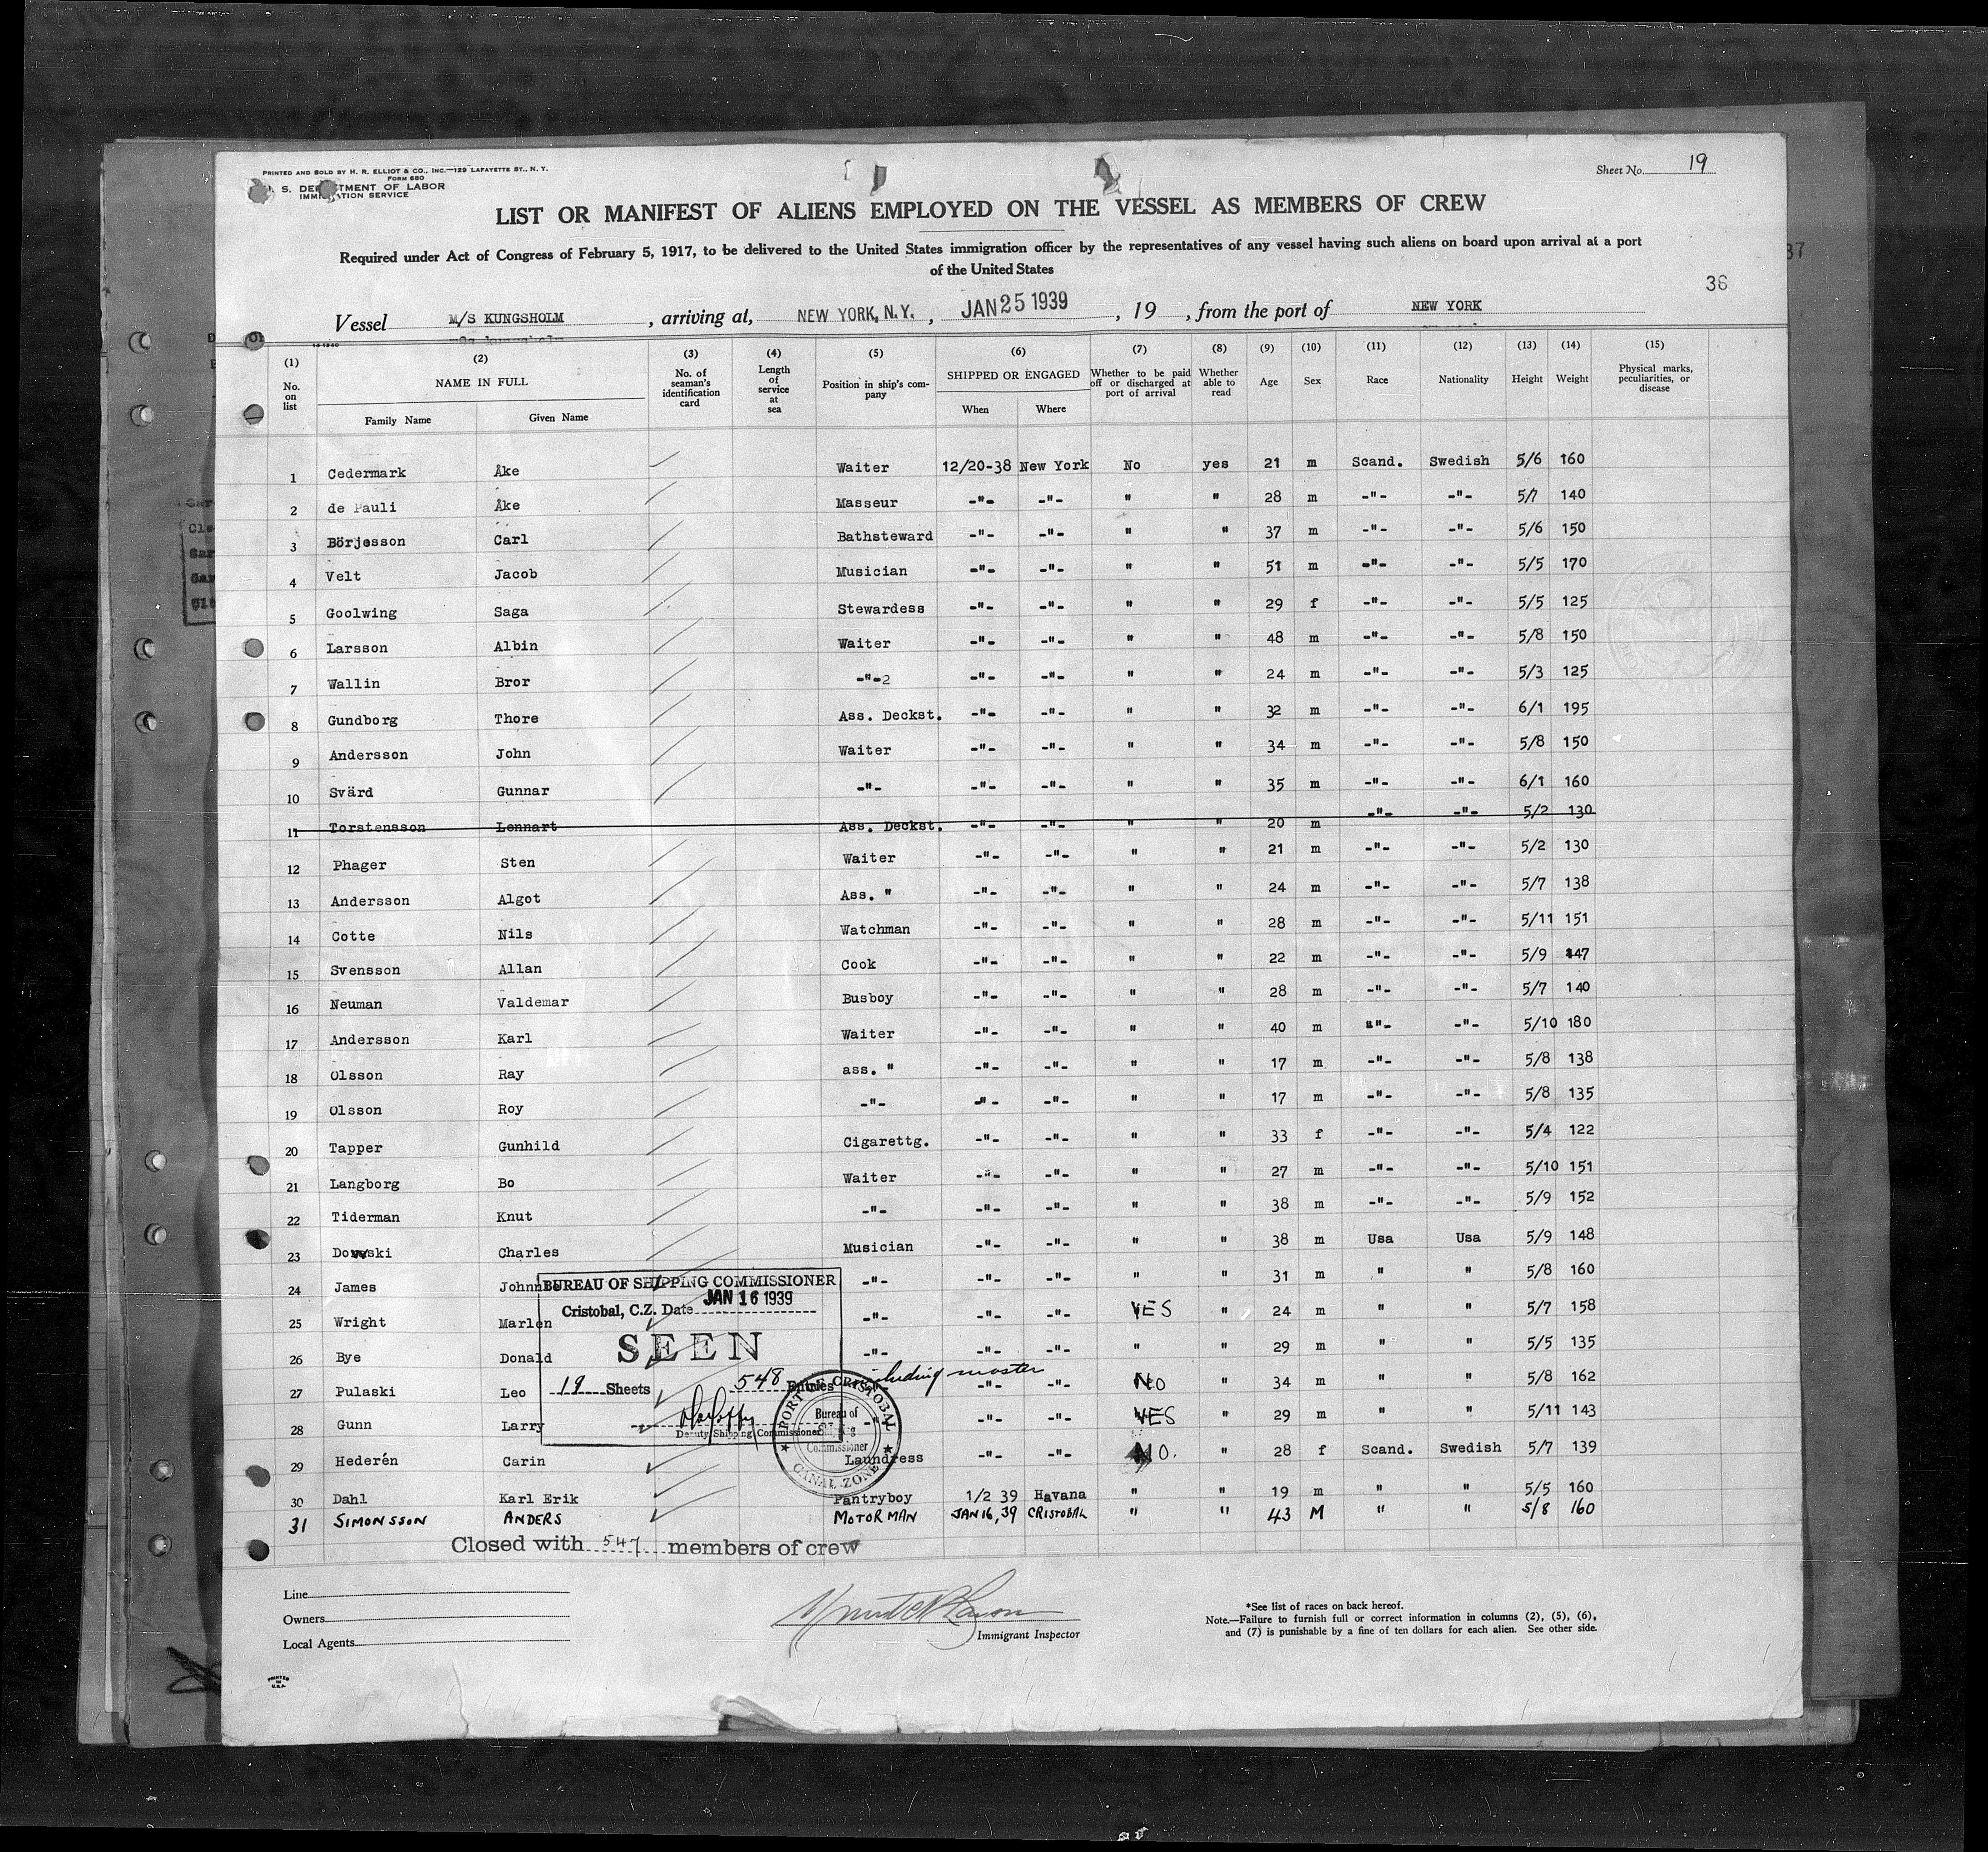 PRINTED AND SOLD BY H. R. ELLIOT & CO., INC.—129 LAFAYETTE ST., N. Y.
FORM 680
Sheet No. 19
S. DEPARTMENT OF LABOR
IMMIGRATION SERVICE
LIST OR MANIFEST OF ALIENS EMPLOYED ON THE VESSEL AS MEMBERS OF CREW
Required under Act of Congress of February 5, 1917, to be delivered to the United States immigration officer by the representatives of any vessel having such aliens on board upon arrival at a port
of the United States
37
36
Vessel M/S KUNGSHOLM, arriving at, NEW YORK, N.Y., JAN 25 1939, 19 , from the port of NEW YORK
(1) (2) (3) (4) (5) (6) (7) (8) (9) (10) (11) (12) (13) (14) (15)
No. on list NAME IN FULL Family Name Given Name No. of seaman's identification card Length of service at sea Position in ship's company SHIPPED OR ENGAGED When Where Whether to be paid off or discharged at port of arrival Whether able to read Age Sex Race Nationality Height Weight Physical marks, peculiarities, or disease
1 Cedermark Åke Waiter 12/20-38 New York No yes 21 m Scand. Swedish 5/6 160
2 de Pauli Åke Masseur -"- -"- " " 28 m -"- -"- 5/7 140
3 Börjesson Carl Bathsteward -"- -"- " " 37 m -"- -"- 5/6 150
4 Velt Jacob Musician -"- -"- " " 51 m -"- -"- 5/5 170
5 Goolwing Saga Stewardess -"- -"- " " 29 f -"- -"- 5/5 125
6 Larsson Albin Waiter -"- -"- " " 48 m -"- -"- 5/8 150
7 Wallin Bror -"-2 -"- -"- " " 24 m -"- -"- 5/3 125
8 Gundborg Thore Ass. Deckst. -"- -"- " " 32 m -"- -"- 6/1 195
9 Andersson John Waiter -"- -"- " " 34 m -"- -"- 5/8 150
10 Svärd Gunnar -"- -"- -"- " " 35 m -"- -"- 6/1 160
11 Torstensson Lennart Ass. Deckst. -"- -"- " " 20 m -"- -"- 5/2 130
12 Phager Sten Waiter -"- -"- " " 21 m -"- -"- 5/2 130
13 Andersson Algot Ass. " -"- -"- " " 24 m -"- -"- 5/7 138
14 Cotte Nils Watchman -"- -"- " " 28 m -"- -"- 5/11 151
15 Svensson Allan Cook -"- -"- " " 22 m -"- -"- 5/9 147
16 Neuman Valdemar Busboy -"- -"- " " 28 m -"- -"- 5/7 140
17 Andersson Karl Waiter -"- -"- " " 40 m -"- -"- 5/10 180
18 Olsson Ray ass. " -"- -"- " " 17 m -"- -"- 5/8 138
19 Olsson Roy -"- -"- -"- " " 17 m -"- -"- 5/8 135
20 Tapper Gunhild Cigarettg. -"- -"- " " 33 f -"- -"- 5/4 122
21 Langborg Bo Waiter -"- -"- " " 27 m -"- -"- 5/10 151
22 Tiderman Knut -"- -"- -"- " " 38 m -"- -"- 5/9 152
23 Dowski Charles Musician -"- -"- " " 38 m Usa Usa 5/9 148
24 James Johnnie -"- -"- -"- " " 31 m " " 5/8 160
25 Wright Marlen -"- -"- -"- YES " 24 m " " 5/7 158
26 Bye Donald -"- -"- -"- " " 29 m " " 5/5 135
27 Pulaski Leo -"- -"- NO " 34 m " " 5/8 162
28 Gunn Larry -"- -"- -"- YES " 29 m " " 5/11 143
29 Hederén Carin Laundress -"- -"- NO. " 28 f Scand. Swedish 5/7 139
30 Dahl Karl Erik Pantryboy 1/2 39 Havana " " 19 m " " 5/5 160
31 SIMONSSON ANDERS MOTORMAN JAN 16, 39 CRISTOBAL " " 43 M " " 5/8 160
BUREAU OF SHIPPING COMMISSIONER
Cristobal, C.Z. Date JAN 16 1939
SEEN
19 Sheets 548 Entries including master
Deputy Shipping Commissioner
PORT OF CRISTOBAL
Bureau of Shipping Commissioner
CANAL ZONE
Closed with 547 members of crew
Line
Owners
Local Agents
Immigrant Inspector
*See list of races on back hereof.
Note.—Failure to furnish full or correct information in columns (2), (5), (6),
and (7) is punishable by a fine of ten dollars for each alien. See other side.
PRINTED
IN
U.S.A.